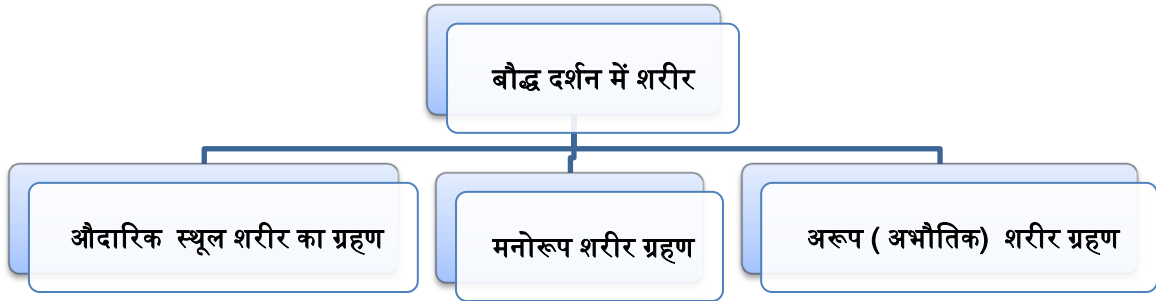 बौद्ध दर्शन में शरीर
औदारिक स्थूल शरीर का ग्रहण
मनोरूप शरीर ग्रहण
अरूप ( अभौतिक) शरीर ग्रहण